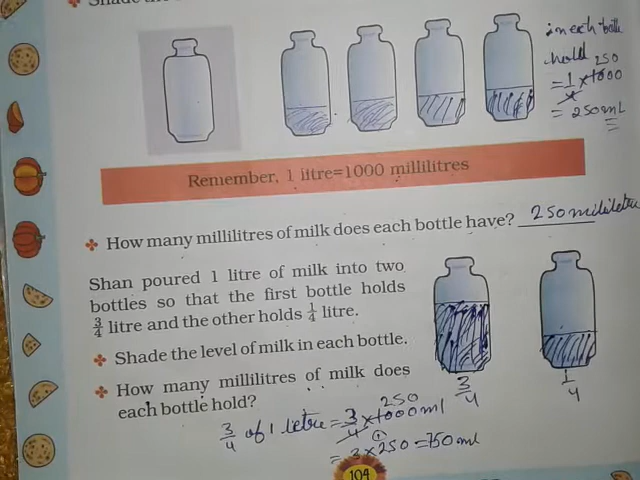 in each bottle
hold 250
= 1/4 × 1000
= 250 mL
Remember, 1 litre=1000 millilitres
How many millilitres of milk does each bottle have? 250 mililetre
Shan poured 1 litre of milk into two
bottles so that the first bottle holds
3/4 litre and the other holds 1/4 litre.
Shade the level of milk in each bottle.
3/4
1/4
How many millilitres of milk does
each bottle hold?
250
3/4 of 1 letre = 3/4 × 1000 ml
= 3 × 250 = 750 ml
104